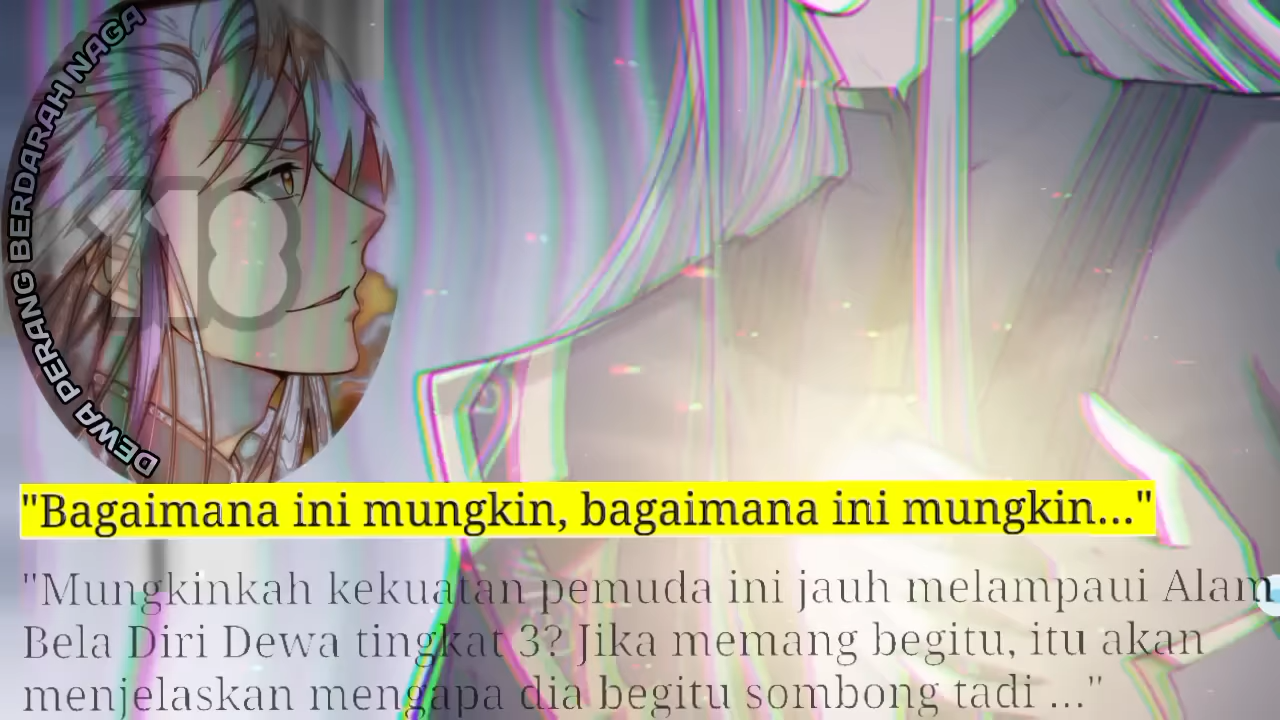 DEWA PERANG BERDARAH NAGA
"Bagaimana ini mungkin, bagaimana ini mungkin..."
"Mungkinkah kekuatan pemuda ini jauh melampaui Alam
Bela Diri Dewa tingkat 3? Jika memang begitu, itu akan
menjelaskan mengapa dia begitu sombong tadi ..."